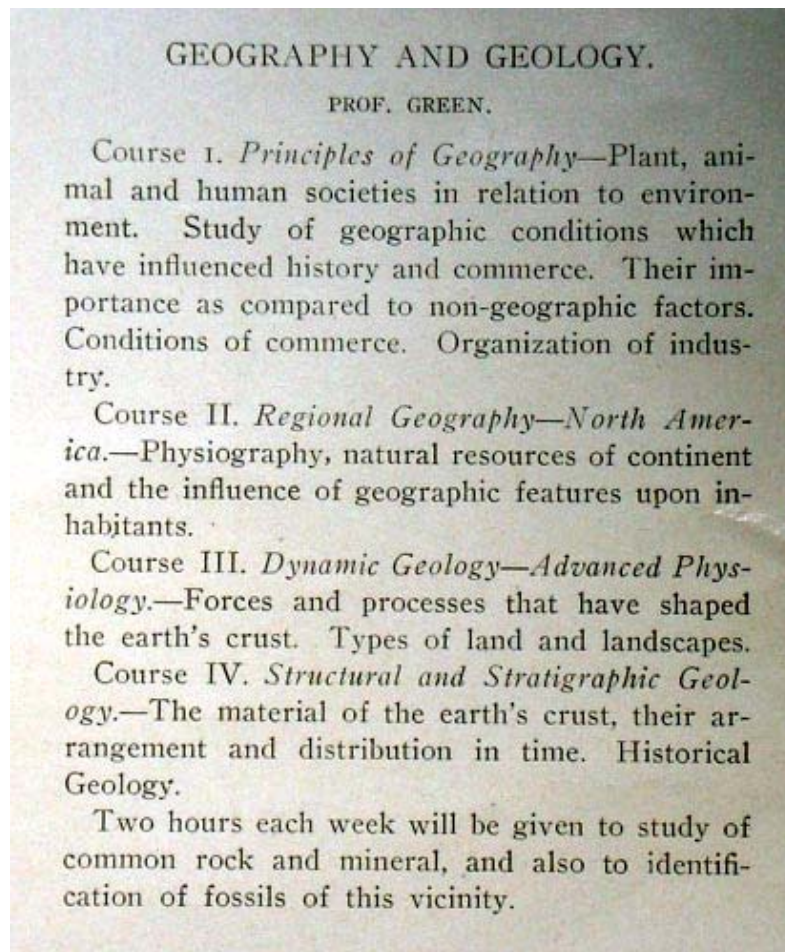 GEOGRAPHY AND GEOLOGY.
PROF. GREEN.
Course I. Principles of Geography—Plant, ani-
mal and human societies in relation to environ-
ment. Study of geographic conditions which
have influenced history and commerce. Their im-
portance as compared to non-geographic factors.
Conditions of commerce. Organization of indus-
try.
Course II. Regional Geography—North Amer-
ica.—Physiography, natural resources of continent
and the influence of geographic features upon in-
habitants.
Course III. Dynamic Geology—Advanced Phys-
iology.—Forces and processes that have shaped
the earth's crust. Types of land and landscapes.
Course IV. Structural and Stratigraphic Geol-
ogy.—The material of the earth's crust, their ar-
rangement and distribution in time. Historical
Geology.
Two hours each week will be given to study of
common rock and mineral, and also to identifi-
cation of fossils of this vicinity.